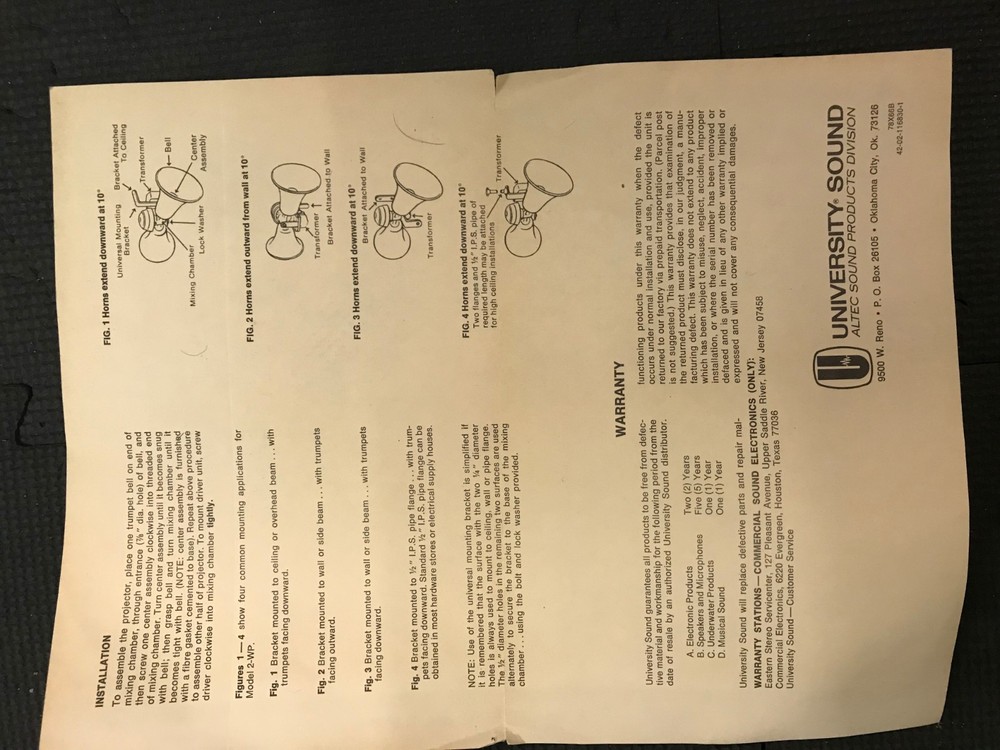 INSTALLATION
To assemble the projector, place one trumpet bell on end of
mixing chamber, through entrance (⅞" dia. hole) of bell, and
then screw one center assembly clockwise into threaded end
of mixing chamber. Turn center assembly until it becomes snug
with bell; then grasp bell and turn mixing chamber until it
becomes tight with bell. (NOTE: center assembly is furnished
with a fibre gasket cemented to base). Repeat above procedure
to assemble other half of projector. To mount driver unit, screw
driver clockwise into mixing chamber tightly.
Figures 1 — 4 show four common mounting applications for
Model 2-WP.
Fig. 1 Bracket mounted to ceiling or overhead beam . . . with
trumpets facing downward.
Fig. 2 Bracket mounted to wall or side beam . . . with trumpets
facing outward.
Fig. 3 Bracket mounted to wall or side beam . . . with trumpets
facing downward.
Fig. 4 Bracket mounted to ½" I.P.S. pipe flange . . . with trum-
pets facing downward. Standard ½" I.P.S. pipe flange can be
obtained in most hardware stores or electrical supply houses.
NOTE: Use of the universal mounting bracket is simplified if
it is remembered that the surface with the two ¼" diameter
holes is always used to mount to ceiling, wall or pipe flange.
The ½" diameter holes in the remaining two surfaces are used
alternately to secure the bracket to the base of the mixing
chamber . . . using the bolt and lock washer provided.
FIG. 1 Horns extend downward at 10°
Universal Mounting
Bracket
Bracket Attached
To Ceiling
Transformer
Bell
Center
Assembly
Lock Washer
Mixing Chamber
FIG. 2 Horns extend outward from wall at 10°
Transformer
Bracket Attached to Wall
FIG. 3 Horns extend downward at 10°
Bracket Attached to Wall
Transformer
FIG. 4 Horns extend downward at 10°
Two flanges and ½" I.P.S. pipe of
required length may be attached
for high ceiling installations
Transformer
WARRANTY
University Sound guarantees all products to be free from defec-
tive material and workmanship for the following period from the
date of resale by an authorized University Sound distributor.
A. Electronic Products Two (2) Years
B. Speakers and Microphones Five (5) Years
C. Underwater Products One (1) Year
D. Musical Sound One (1) Year
University Sound will replace defective parts and repair mal-
functioning products under this warranty when the defect
occurs under normal installation and use, provided the unit is
returned to our factory via prepaid transportation. (Parcel post
is not suggested.) This warranty provides that examination of
the returned product must disclose, in our judgment, a manu-
facturing defect. This warranty does not extend to any product
which has been subject to misuse, neglect, accident, improper
installation, or where the serial number has been removed or
defaced and is given in lieu of any other warranty implied or
expressed and will not cover any consequential damages.
WARRANTY STATIONS — COMMERCIAL SOUND ELECTRONICS (ONLY):
Eastern Stereo Servicenter, 127 Pleasant Avenue, Upper Saddle River, New Jersey 07458
Commercial Electronics, 6220 Evergreen, Houston, Texas 77036
University Sound — Customer Service
UNIVERSITY® SOUND
ALTEC SOUND PRODUCTS DIVISION
9500 W. Reno • P. O. Box 26105 • Oklahoma City, Ok. 73126
78X66B
42-02-116830-1